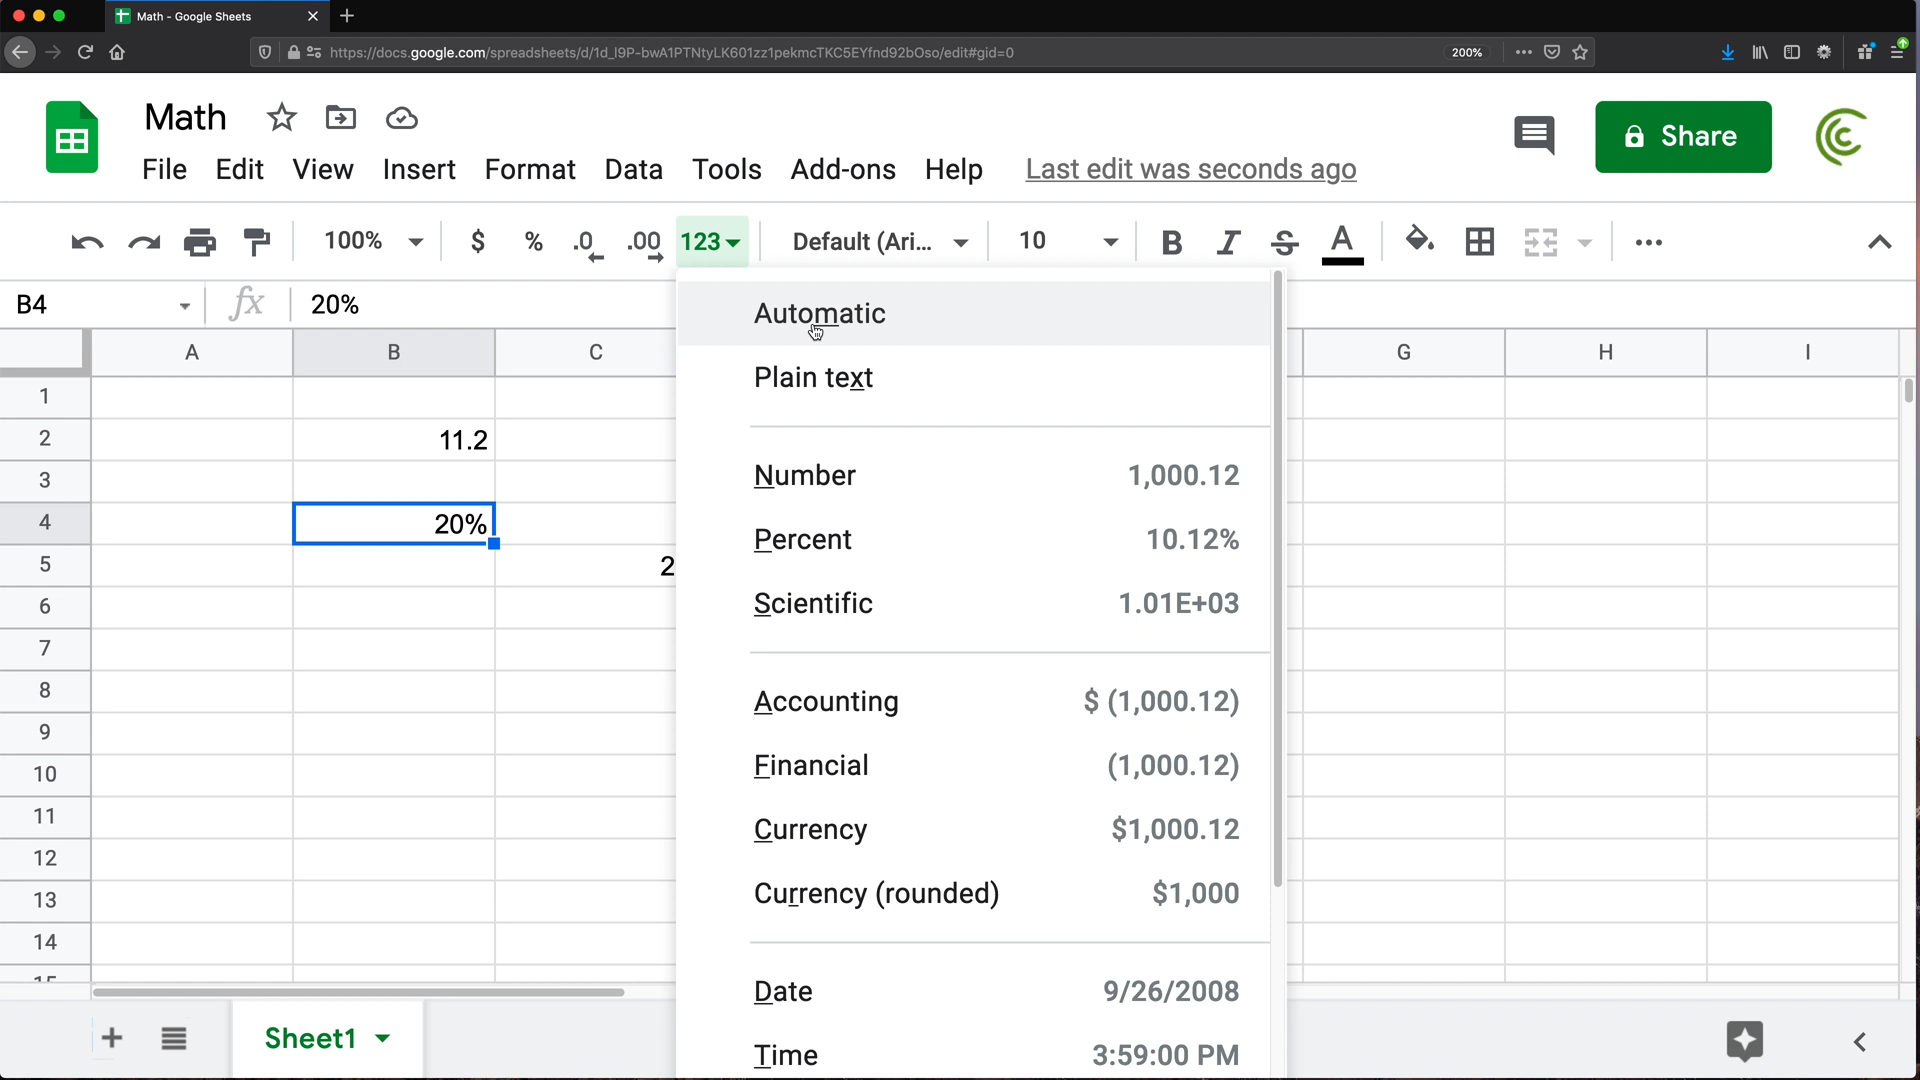 Math - Google Sheets
https://docs.google.com/spreadsheets/d/1d_I9P-bwA1PTNtyLK601zz1pekmcTKC5EYfnd92bOso/edit#gid=0 200%
Math
File Edit View Insert Format Data Tools Add-ons Help Last edit was seconds ago
Share
100% $ % .0 .00 123 Default (Ari... 10 B I S A
B4 fx 20%
Automatic
Plain text
Number 1,000.12
Percent 10.12%
Scientific 1.01E+03
Accounting $ (1,000.12)
Financial (1,000.12)
Currency $1,000.12
Currency (rounded) $1,000
Date 9/26/2008
Time 3:59:00 PM
A B C G H I
1
2 11.2
3
4 20%
5 2
6
7
8
9
10
11
12
13
14
15
Sheet1